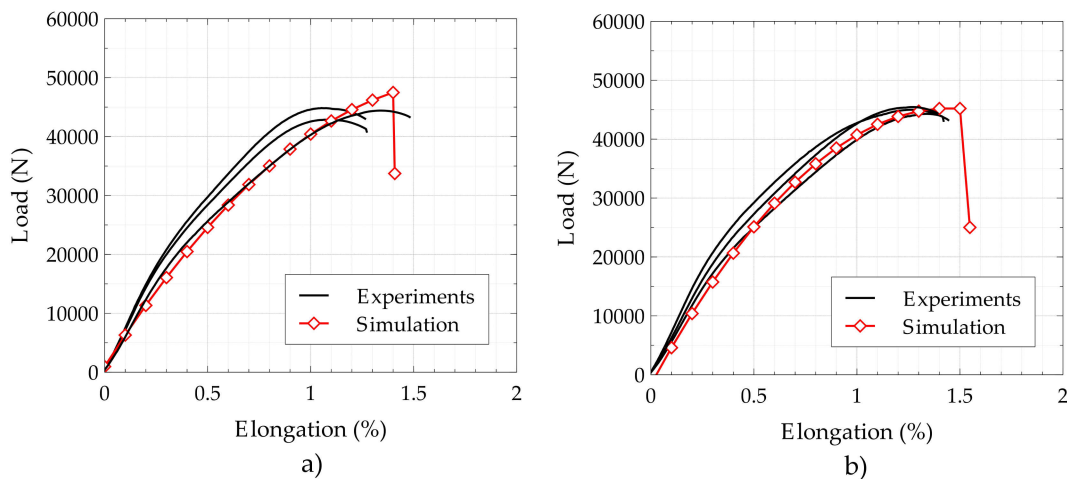 60000
50000
40000
30000
20000
10000
0
Load (N)
Experiments
Simulation
0 0.5 1 1.5 2
Elongation (%)
a)
60000
50000
40000
30000
20000
10000
0
Load (N)
Experiments
Simulation
0 0.5 1 1.5 2
Elongation (%)
b)